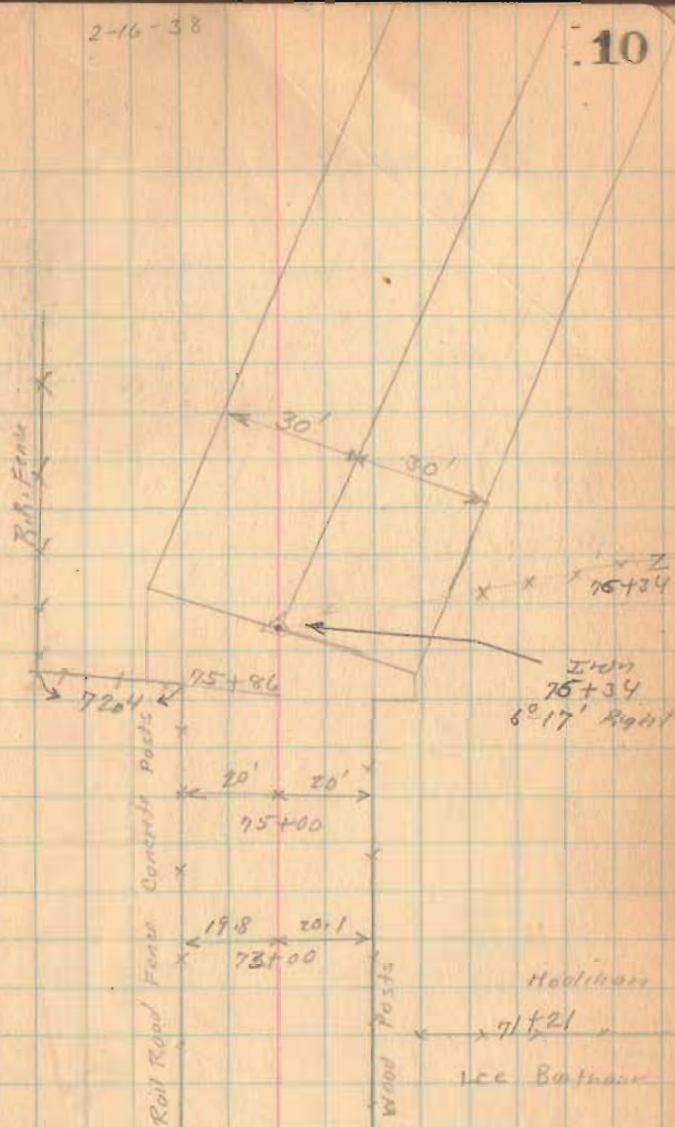 2-16-38
10
30'
30'
R.R. Fence
76+34
Iron
76+34
6° 17' Right
75+86
72.4
20' 20'
75+00
Rail Road Fence Concrete Posts
19.8 20.1
73+00
Wood Posts
71+21
Lee